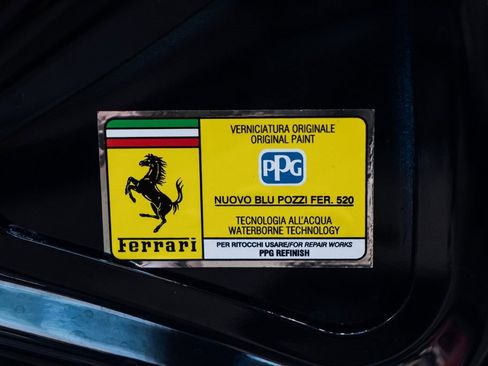 VERNICIATURA ORIGINALE
ORIGINAL PAINT
PPG
NUOVO BLU POZZI FER. 520
TECNOLOGIA ALL'ACQUA
WATERBORNE TECHNOLOGY
Ferrari
PER RITOCCHI USARE/FOR REPAIR WORKS
PPG REFINISH